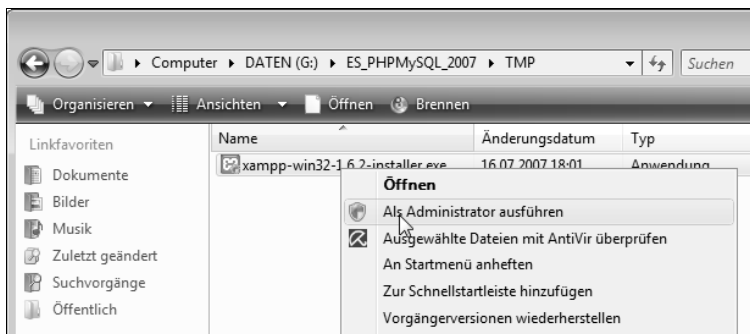 Computer ▸ DATEN (G:) ▸ ES_PHPMySQL_2007 ▸ TMP
Suchen
Organisieren Ansichten Öffnen Brennen
Linkfavoriten
Dokumente
Bilder
Musik
Zuletzt geändert
Suchvorgänge
Öffentlich
Name Änderungsdatum Typ
xampp-win32-1.6.2-installer.exe 16.07.2007 18:01 Anwendung
Öffnen
Als Administrator ausführen
Ausgewählte Dateien mit AntiVir überprüfen
An Startmenü anheften
Zur Schnellstartleiste hinzufügen
Vorgängerversionen wiederherstellen